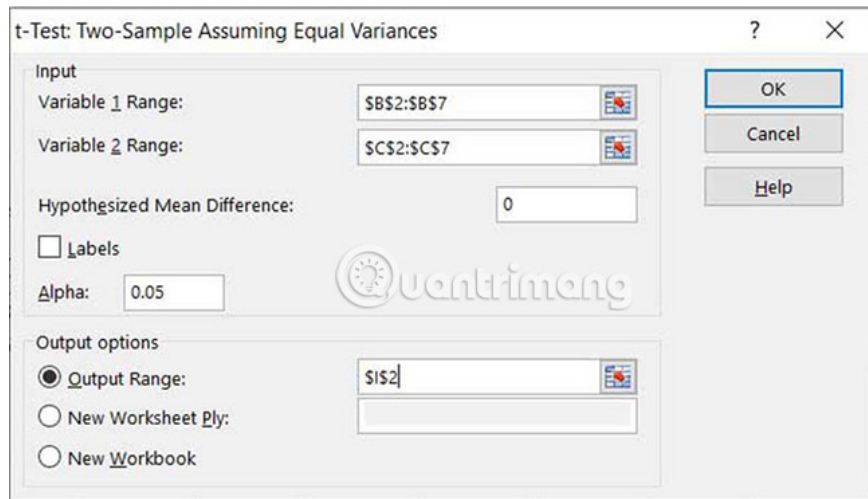 t-Test: Two-Sample Assuming Equal Variances
?
Input
Variable 1 Range:
$B$2:$B$7
OK
Variable 2 Range:
$C$2:$C$7
Cancel
Hypothesized Mean Difference:
0
Help
Labels
Alpha:
0.05
Quantrimang
Output options
Output Range:
$I$2
New Worksheet Ply:
New Workbook